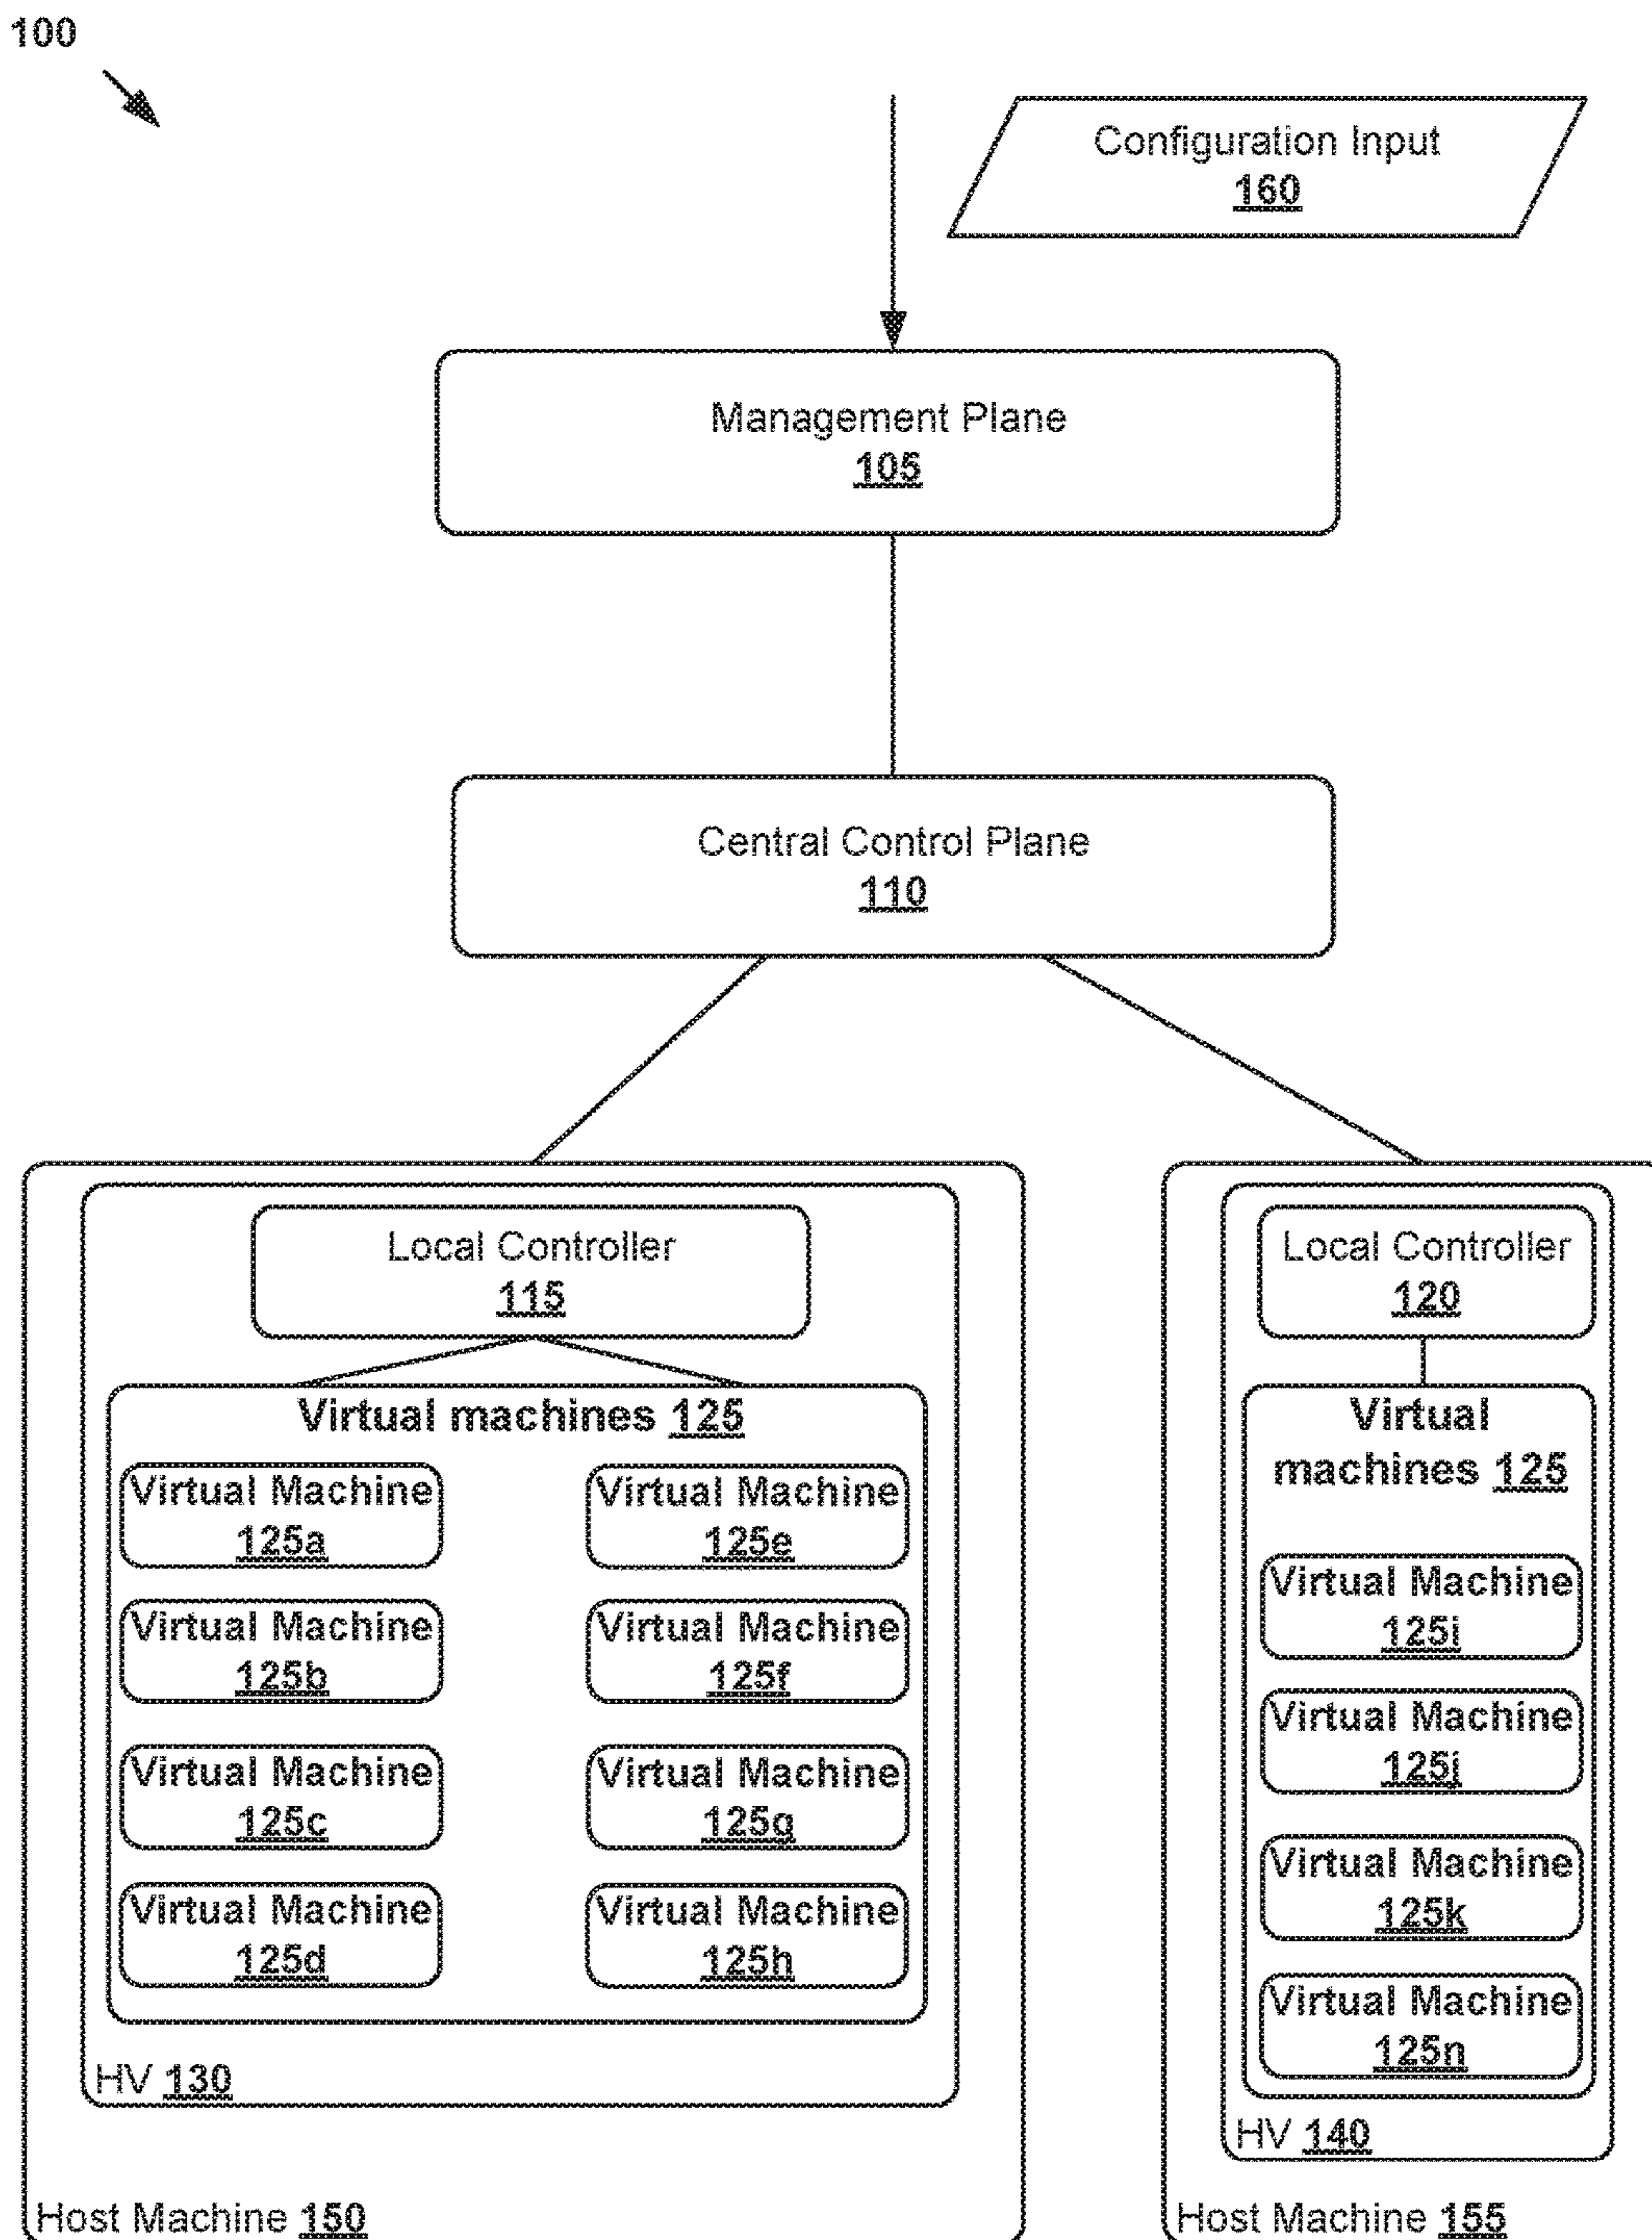 100
Configuration Input
160
Management Plane
105
Central Control Plane
110
Local Controller
115
Virtual machines 125
Virtual Machine
125a
Virtual Machine
125b
Virtual Machine
125c
Virtual Machine
125d
Virtual Machine
125e
Virtual Machine
125f
Virtual Machine
125g
Virtual Machine
125h
HV 130
Host Machine 150
Local Controller
120
Virtual
machines 125
Virtual Machine
125i
Virtual Machine
125j
Virtual Machine
125k
Virtual Machine
125n
HV 140
Host Machine 155